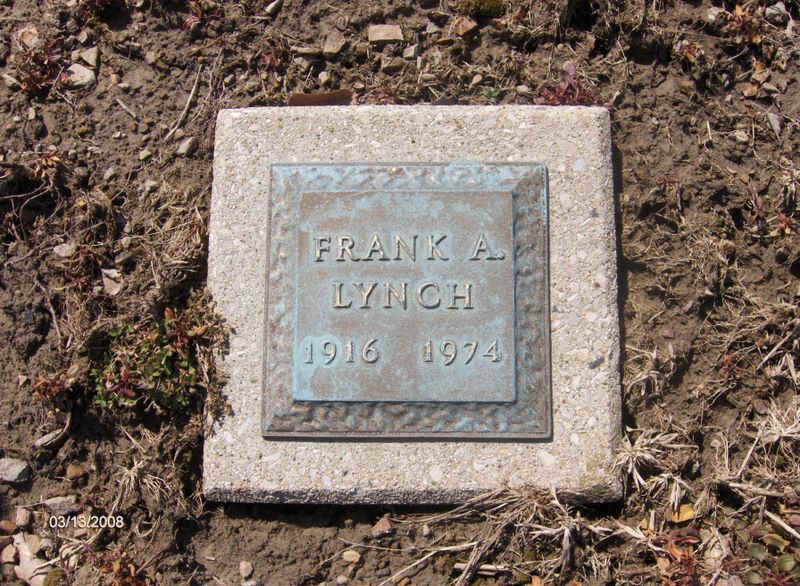 FRANK A.
LYNCH
1916 1974
03/13/2008